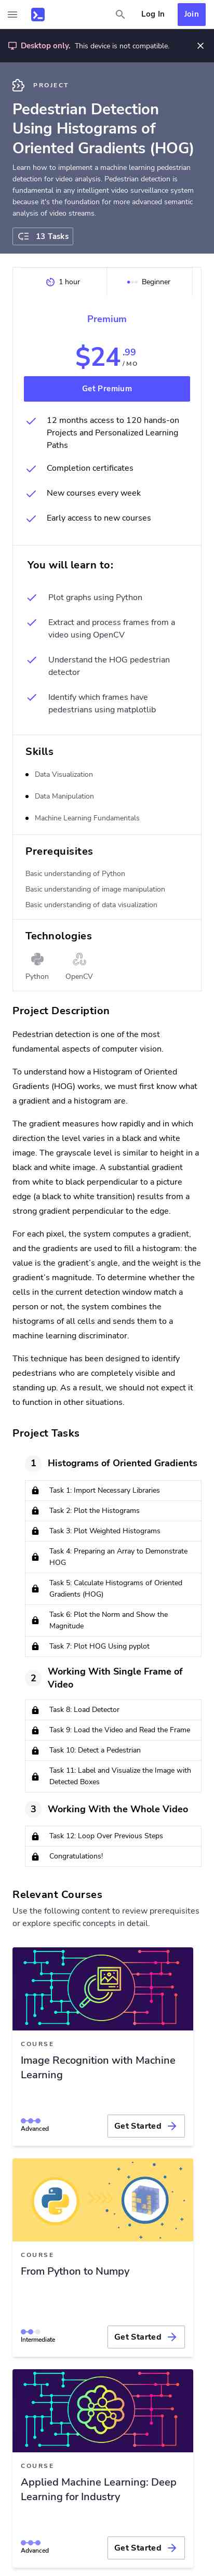 Log In
Join
Desktop only. This device is not compatible.
PROJECT
Pedestrian Detection
Using Histograms of
Oriented Gradients (HOG)
Learn how to implement a machine learning pedestrian
detection for video analysis. Pedestrian detection is
fundamental in any intelligent video surveillance system
because it's the foundation for more advanced semantic
analysis of video streams.
13 Tasks
1 hour
Beginner
Premium
$24.99
/MO
Get Premium
12 months access to 120 hands-on
Projects and Personalized Learning
Paths
Completion certificates
New courses every week
Early access to new courses
You will learn to:
Plot graphs using Python
Extract and process frames from a
video using OpenCV
Understand the HOG pedestrian
detector
Identify which frames have
pedestrians using matplotlib
Skills
Data Visualization
Data Manipulation
Machine Learning Fundamentals
Prerequisites
Basic understanding of Python
Basic understanding of image manipulation
Basic understanding of data visualization
Technologies
Python
OpenCV
Project Description
Pedestrian detection is one of the most
fundamental aspects of computer vision.
To understand how a Histogram of Oriented
Gradients (HOG) works, we must first know what
a gradient and a histogram are.
The gradient measures how rapidly and in which
direction the level varies in a black and white
image. The grayscale level is similar to height in a
black and white image. A substantial gradient
from white to black perpendicular to a picture
edge (a black to white transition) results from a
strong gradient perpendicular to the edge.
For each pixel, the system computes a gradient,
and the gradients are used to fill a histogram: the
value is the gradient’s angle, and the weight is the
gradient’s magnitude. To determine whether the
cells in the current detection window match a
person or not, the system combines the
histograms of all cells and sends them to a
machine learning discriminator.
This technique has been designed to identify
pedestrians who are completely visible and
standing up. As a result, we should not expect it
to function in other situations.
Project Tasks
1
Histograms of Oriented Gradients
Task 1: Import Necessary Libraries
Task 2: Plot the Histograms
Task 3: Plot Weighted Histograms
Task 4: Preparing an Array to Demonstrate
HOG
Task 5: Calculate Histograms of Oriented
Gradients (HOG)
Task 6: Plot the Norm and Show the
Magnitude
Task 7: Plot HOG Using pyplot
2
Working With Single Frame of
Video
Task 8: Load Detector
Task 9: Load the Video and Read the Frame
Task 10: Detect a Pedestrian
Task 11: Label and Visualize the Image with
Detected Boxes
3
Working With the Whole Video
Task 12: Loop Over Previous Steps
Congratulations!
Relevant Courses
Use the following content to review prerequisites
or explore specific concepts in detail.
COURSE
Image Recognition with Machine
Learning
Advanced
Get Started
COURSE
From Python to Numpy
Intermediate
Get Started
COURSE
Applied Machine Learning: Deep
Learning for Industry
Advanced
Get Started